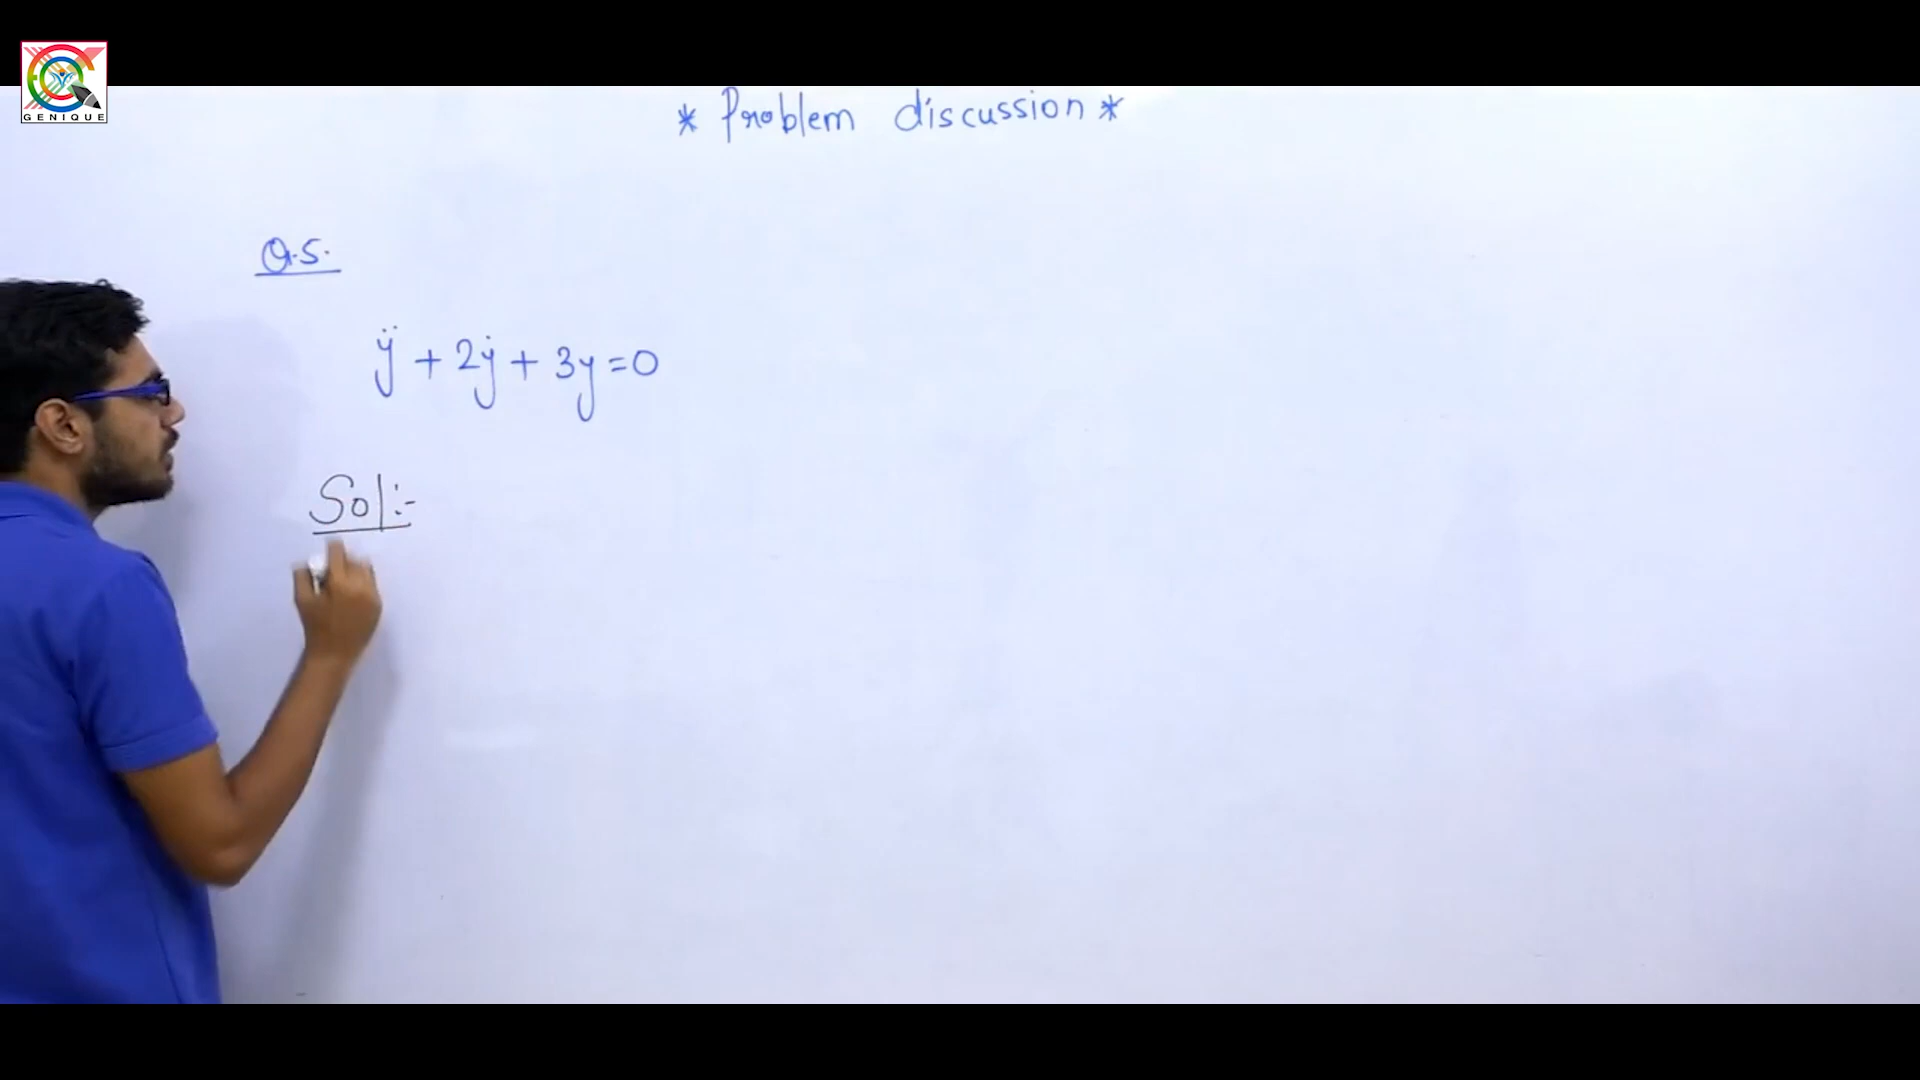 GENIQUE
* Problem discussion *
Q.5.
ÿ + 2ẏ + 3y = 0
Sol:-